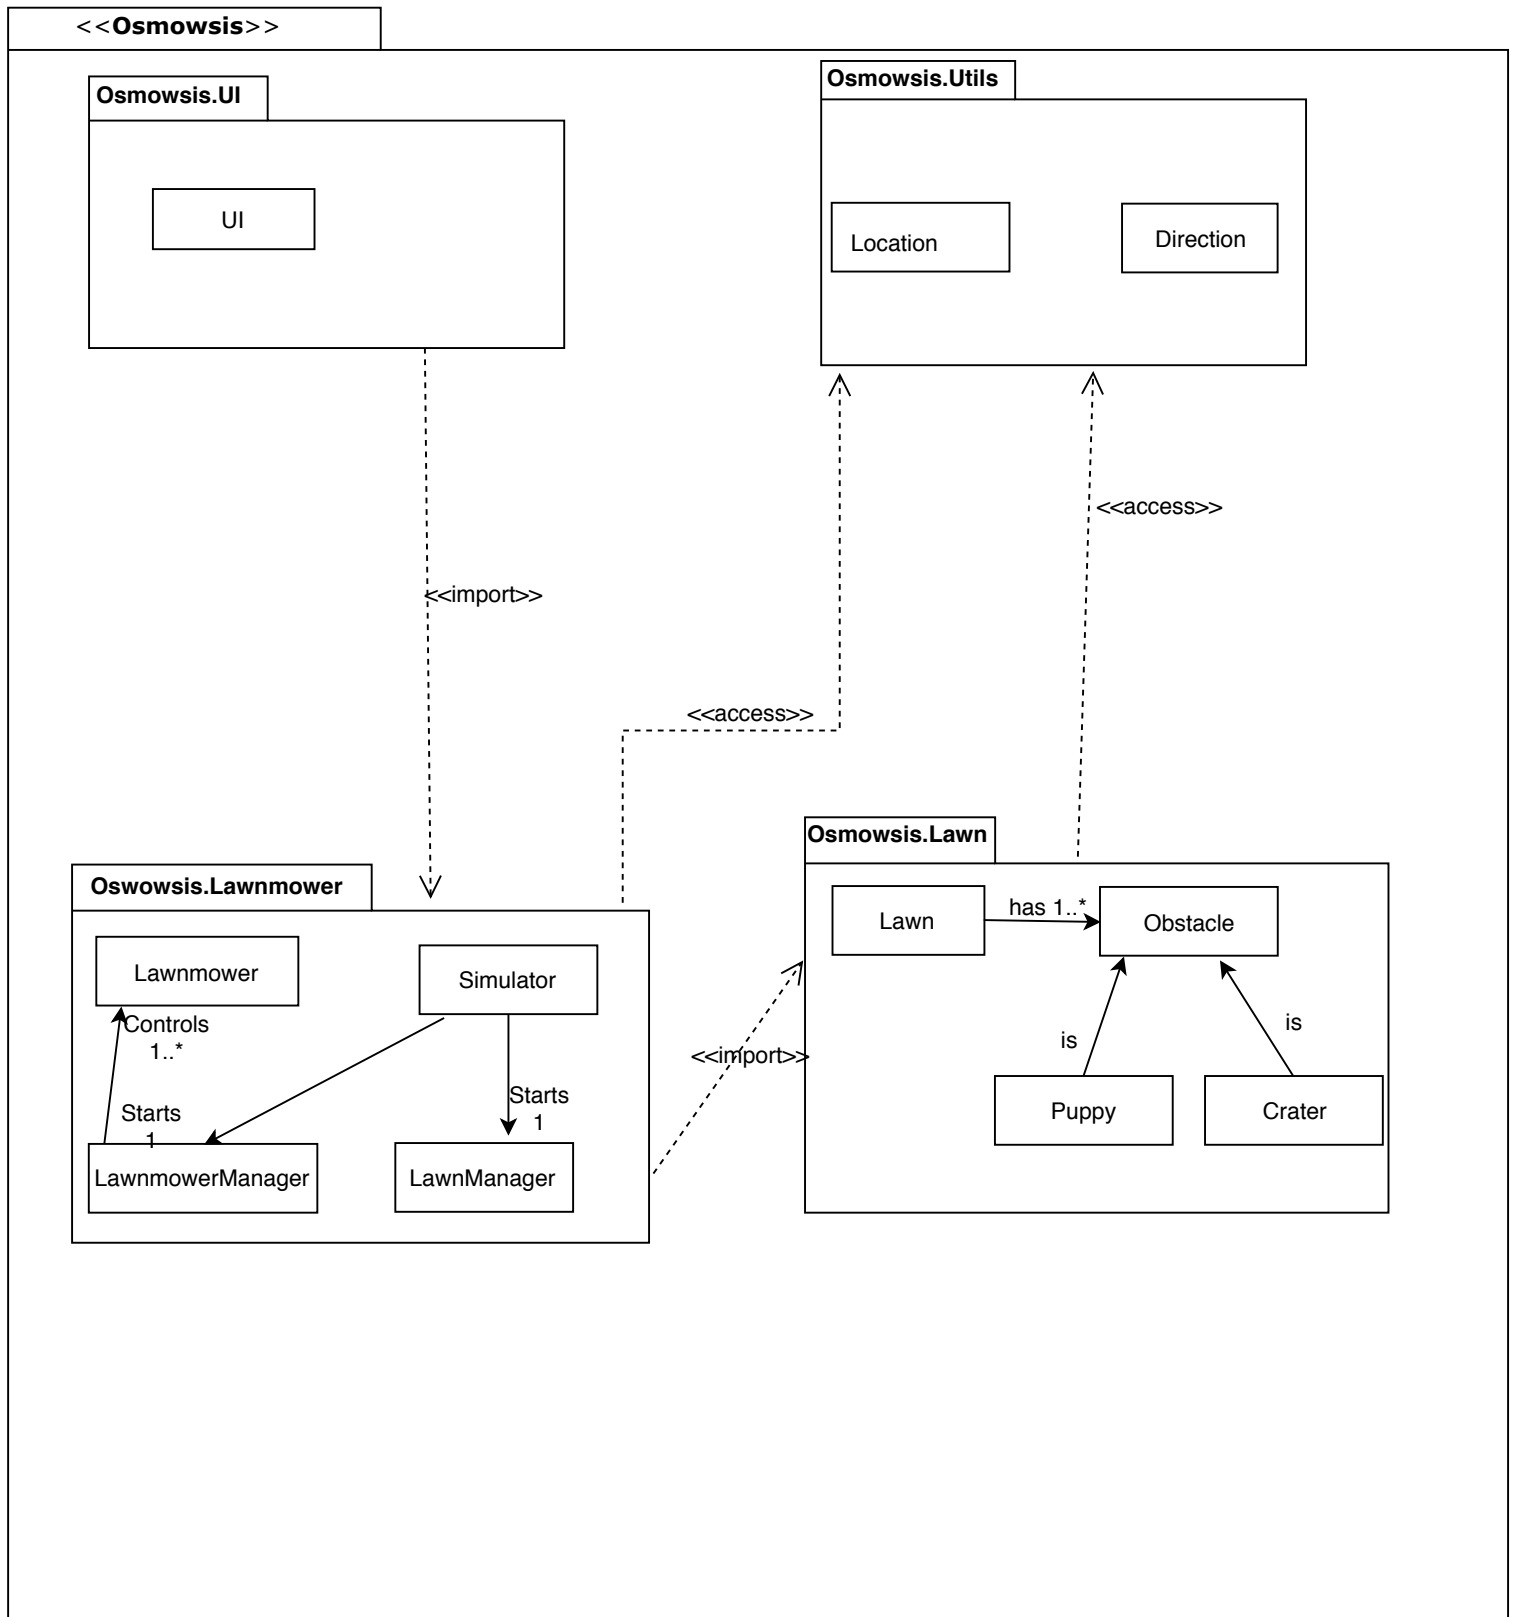 <<Osmowsis>>
Osmowsis.UI
Osmowsis.Utils
UI
Location
Direction
<<access>>
<<import>>
<<access>>
Osmowsis.Lawn
Oswowsis.Lawnmower
Lawn
has 1..*
Obstacle
Lawnmower
Simulator
Controls
1..*
is
is
<<import>>
Starts
1
Starts
1
Puppy
Crater
LawnmowerManager
LawnManager